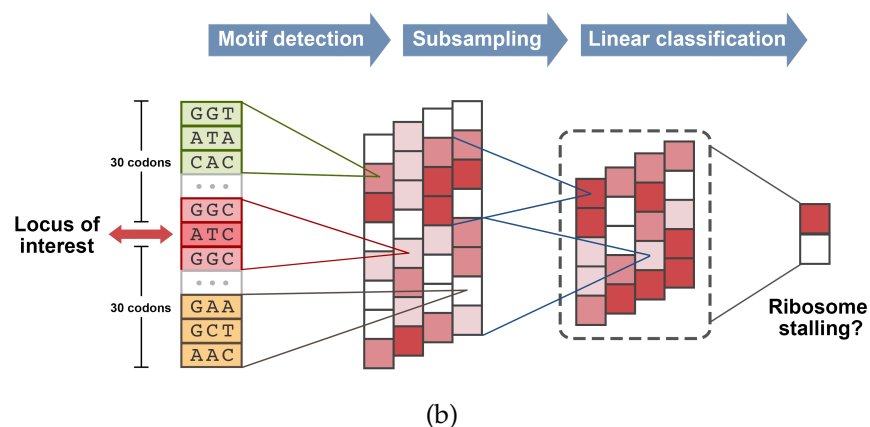 Motif detection
Subsampling
Linear classification
GGT
ATA
CAC
30 codons
...
GGC
Locus of
interest
ATC
GGC
...
GAA
30 codons
GCT
AAC
Ribosome
stalling?
(b)